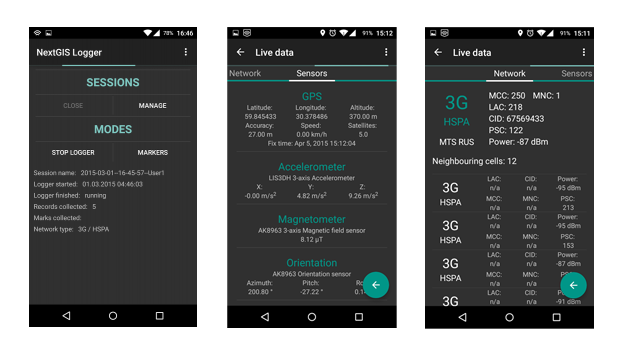 78% 16:46
NextGIS Logger
SESSIONS
CLOSE MANAGE
MODES
STOP LOGGER MARKERS
Session name: 2015-03-01--16-45-57--User1
Logger started: 01.03.2015 04:46:03
Logger finished: running
Records collected: 5
Marks collected:
Network type: 3G / HSPA
91% 15:12
Live data
Network Sensors
GPS
Latitude: Longitude: Altitude:
59.845433 30.378486 370.00 m
Accuracy: Speed: Satellites:
27.00 m 0.00 km/h 5.0
Fix time: Apr 5, 2015 15:12:04
Accelerometer
LIS3DH 3-axis Accelerometer
X: Y: Z:
-0.00 m/s² 4.82 m/s² 9.26 m/s²
Magnetometer
AK8963 3-axis Magnetic field sensor
8.12 μT
Orientation
AK8963 Orientation sensor
Azimuth: Pitch:
200.80 ° -27.22 °
91% 15:11
Live data
Network Sensors
3G
HSPA
MTS RUS
MCC: 250 MNC: 1
LAC: 218
CID: 67569433
PSC: 122
Power: -87 dBm
Neighbouring cells: 12
3G
HSPA
LAC: CID: Power:
n/a n/a -95 dBm
MCC: MNC: PSC:
n/a n/a 213
3G
HSPA
LAC: CID: Power:
n/a n/a -95 dBm
MCC: MNC: PSC:
n/a n/a 153
3G
HSPA
LAC: CID: Power:
n/a n/a -87 dBm
MCC: MNC:
n/a n/a
3G
LAC: CID:
n/a n/a -91 dBm